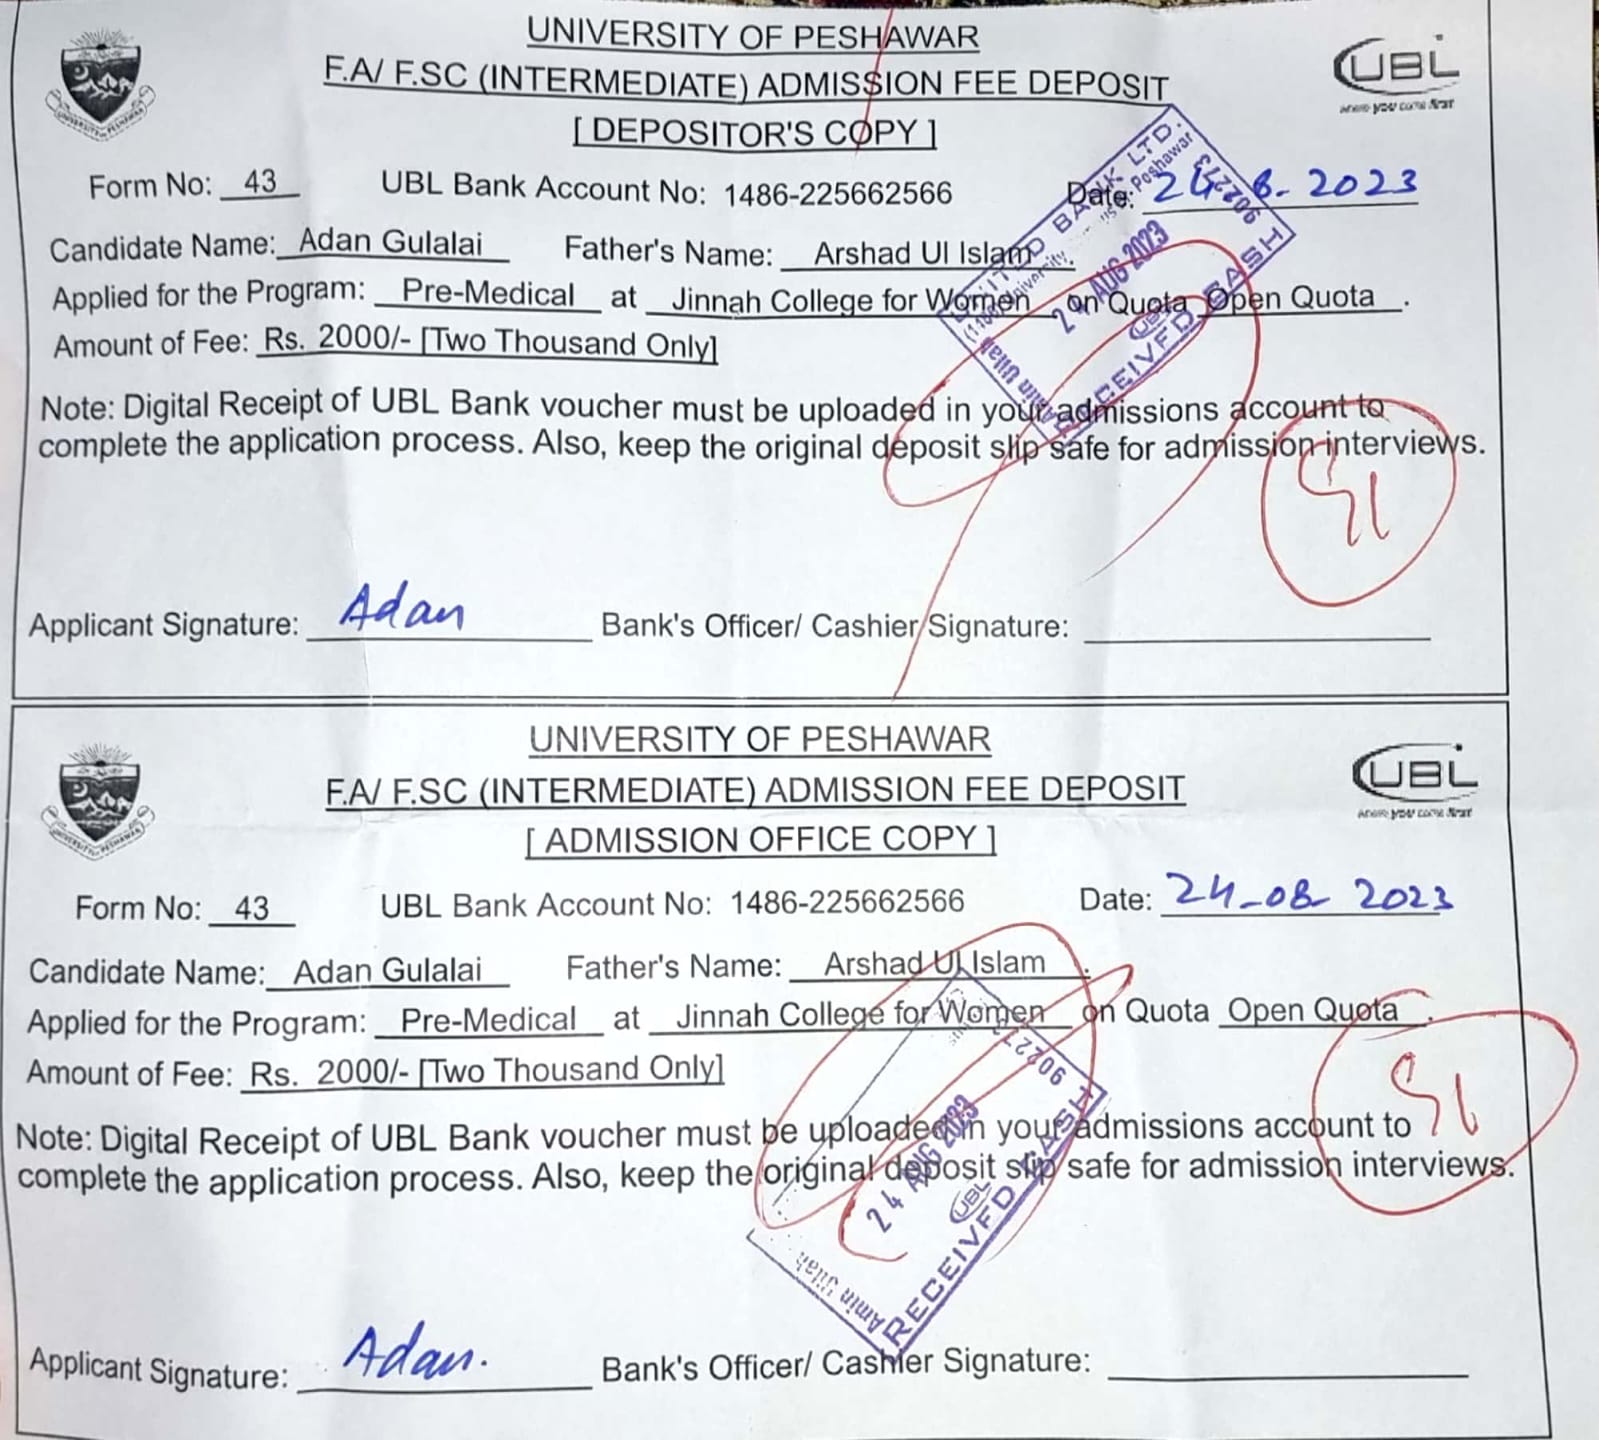 UNIVERSITY OF PESHAWAR
F.A/ F.SC (INTERMEDIATE) ADMISSION FEE DEPOSIT
[ DEPOSITOR'S COPY ]
UBL
where you come first
UNIVERSITY OF PESHAWAR
Form No: 43 UBL Bank Account No: 1486-225662566 Date: 24-8-2023
Candidate Name: Adan Gulalai Father's Name: Arshad Ul Islam
Applied for the Program: Pre-Medical at Jinnah College for Women on Quota Open Quota .
Amount of Fee: Rs. 2000/- [Two Thousand Only]
Note: Digital Receipt of UBL Bank voucher must be uploaded in your admissions account to
complete the application process. Also, keep the original deposit slip safe for admission interviews.
UNITED BANK LTD.
University Peshawar
902273
24 AUG 2023
UBL
RECEIVED CASH
Amin Ullah
Applicant Signature: Adan Bank's Officer/ Cashier Signature:
UNIVERSITY OF PESHAWAR
F.A/ F.SC (INTERMEDIATE) ADMISSION FEE DEPOSIT
[ ADMISSION OFFICE COPY ]
UBL
where you come first
UNIVERSITY OF PESHAWAR
Form No: 43 UBL Bank Account No: 1486-225662566 Date: 24-08-2023
Candidate Name: Adan Gulalai Father's Name: Arshad Ul Islam .
Applied for the Program: Pre-Medical at Jinnah College for Women on Quota Open Quota .
Amount of Fee: Rs. 2000/- [Two Thousand Only]
Note: Digital Receipt of UBL Bank voucher must be uploaded in your admissions account to
complete the application process. Also, keep the original deposit slip safe for admission interviews.
90227
24 AUG 2023
UBL
RECEIVED CASH
Amin Ullah
Applicant Signature: Adan. Bank's Officer/ Cashier Signature: